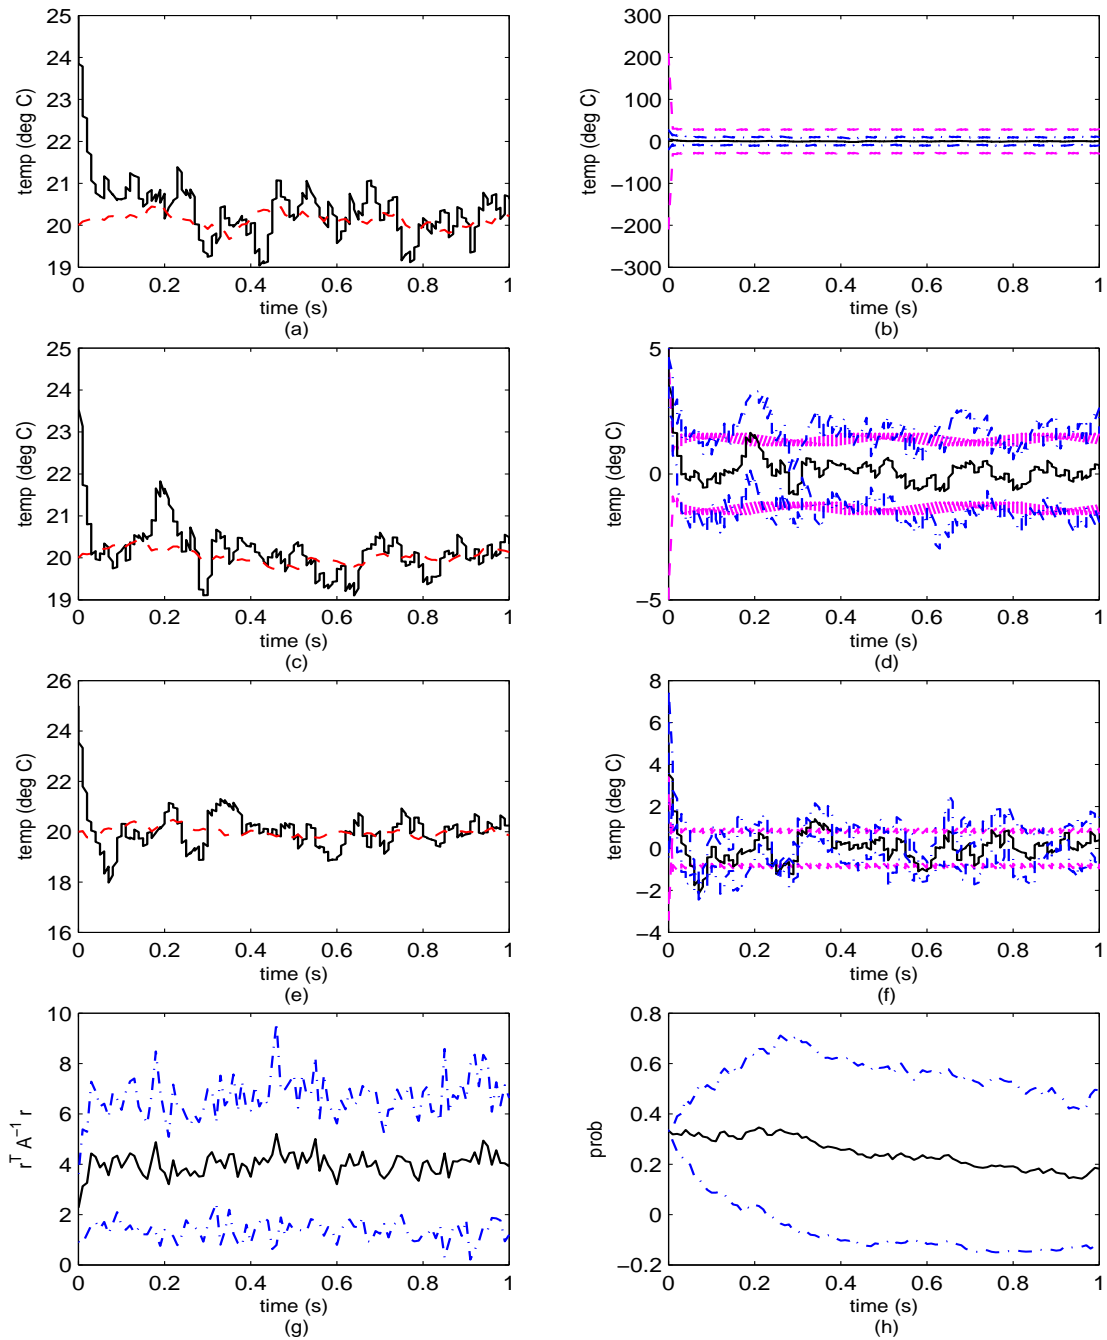 25
24
23
22
21
20
19
temp (deg C)
0 0.2 0.4 0.6 0.8 1
time (s)
(a)
300
200
100
0
−100
−200
−300
temp (deg C)
0 0.2 0.4 0.6 0.8 1
time (s)
(b)
25
24
23
22
21
20
19
temp (deg C)
0 0.2 0.4 0.6 0.8 1
time (s)
(c)
5
0
−5
temp (deg C)
0 0.2 0.4 0.6 0.8 1
time (s)
(d)
26
24
22
20
18
16
temp (deg C)
0 0.2 0.4 0.6 0.8 1
time (s)
(e)
8
6
4
2
0
−2
−4
temp (deg C)
0 0.2 0.4 0.6 0.8 1
time (s)
(f)
10
8
6
4
2
0
r^T A^−1 r
0 0.2 0.4 0.6 0.8 1
time (s)
(g)
0.8
0.6
0.4
0.2
0
−0.2
prob
0 0.2 0.4 0.6 0.8 1
time (s)
(h)